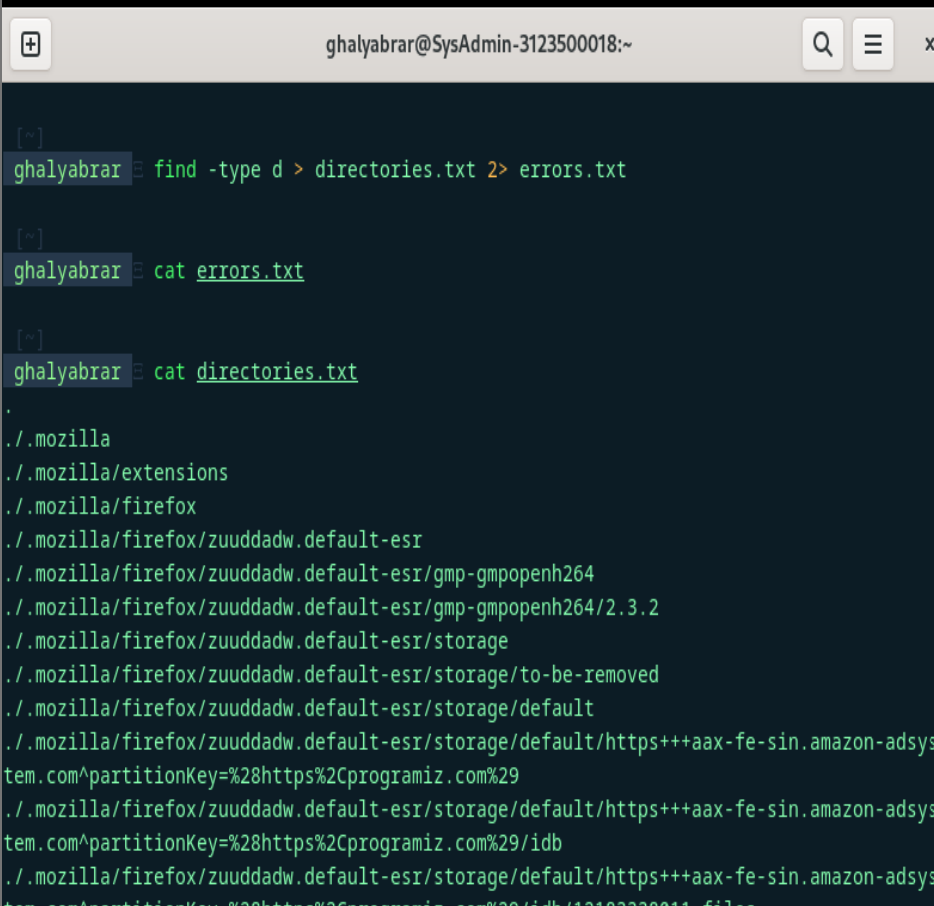 ghalyabrar@SysAdmin-3123500018:~
[~]
ghalyabrar find -type d > directories.txt 2> errors.txt
[~]
ghalyabrar cat errors.txt
[~]
ghalyabrar cat directories.txt
.
./.mozilla
./.mozilla/extensions
./.mozilla/firefox
./.mozilla/firefox/zuuddadw.default-esr
./.mozilla/firefox/zuuddadw.default-esr/gmp-gmpopenh264
./.mozilla/firefox/zuuddadw.default-esr/gmp-gmpopenh264/2.3.2
./.mozilla/firefox/zuuddadw.default-esr/storage
./.mozilla/firefox/zuuddadw.default-esr/storage/to-be-removed
./.mozilla/firefox/zuuddadw.default-esr/storage/default
./.mozilla/firefox/zuuddadw.default-esr/storage/default/https+++aax-fe-sin.amazon-adsys
tem.com^partitionKey=%28https%2Cprogramiz.com%29
./.mozilla/firefox/zuuddadw.default-esr/storage/default/https+++aax-fe-sin.amazon-adsys
tem.com^partitionKey=%28https%2Cprogramiz.com%29/idb
./.mozilla/firefox/zuuddadw.default-esr/storage/default/https+++aax-fe-sin.amazon-adsys